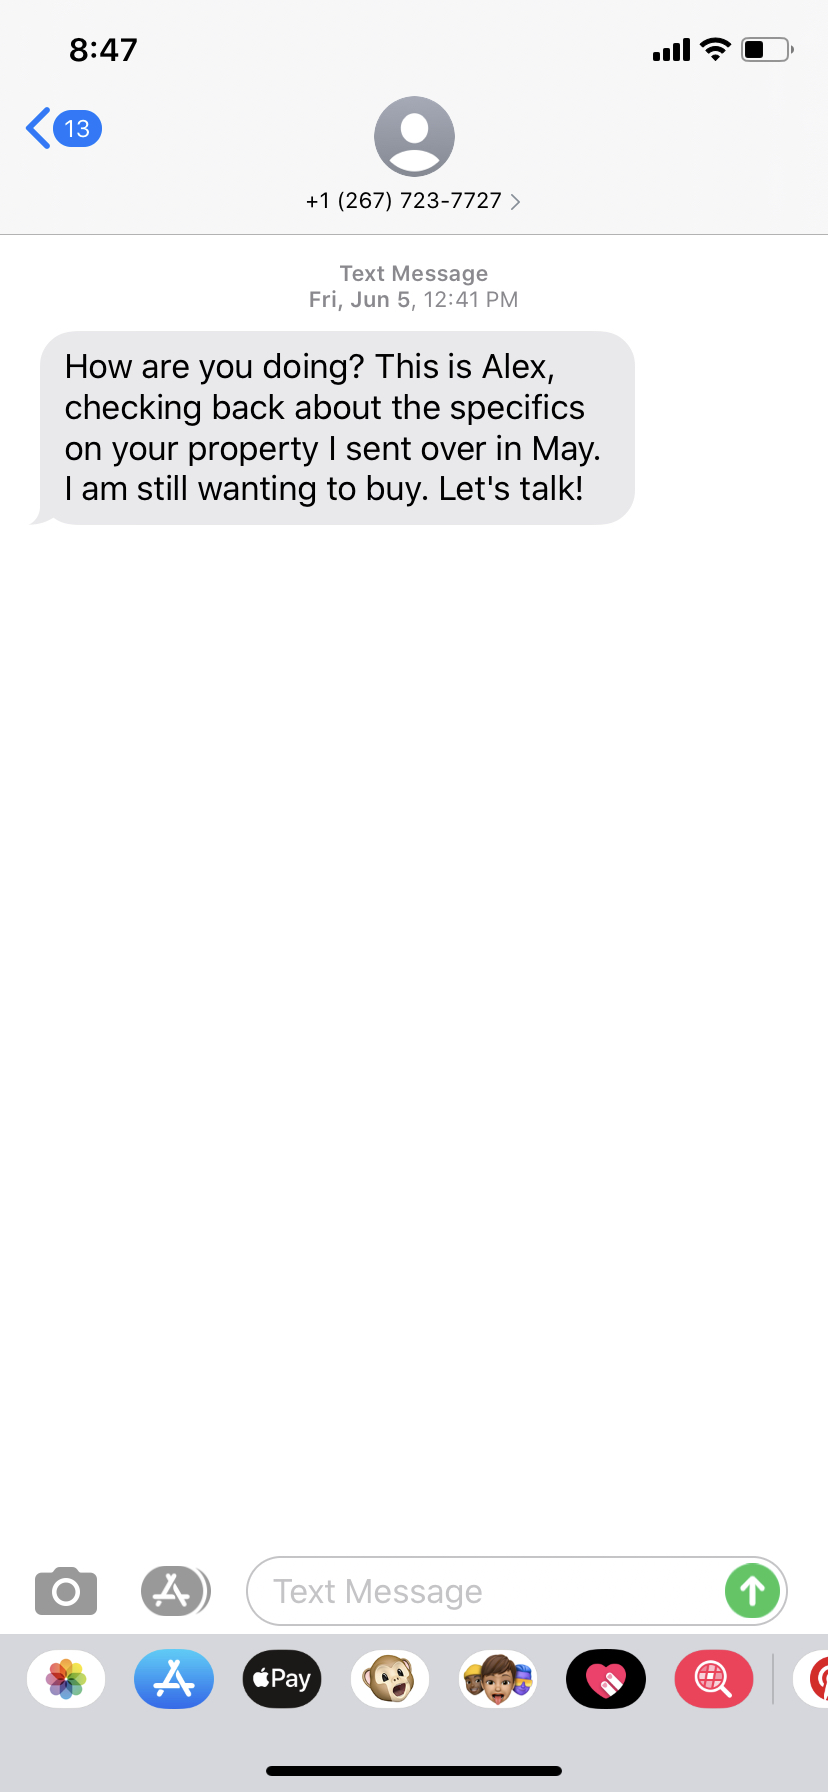 8:47
13
+1 (267) 723-7727
Text Message
Fri, Jun 5, 12:41 PM
How are you doing? This is Alex,
checking back about the specifics
on your property I sent over in May.
I am still wanting to buy. Let's talk!
Text Message
Pay